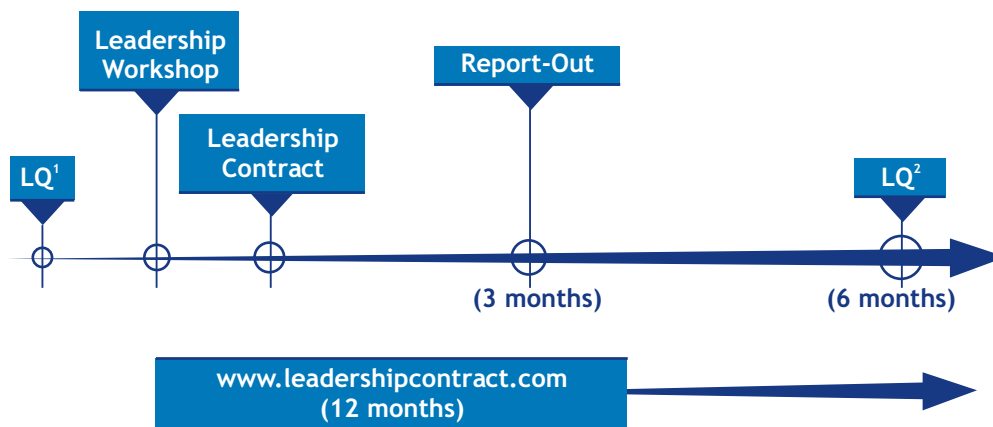 Leadership
Workshop
Report-Out
Leadership
Contract
LQ¹
LQ²
(3 months)
(6 months)
www.leadershipcontract.com
(12 months)